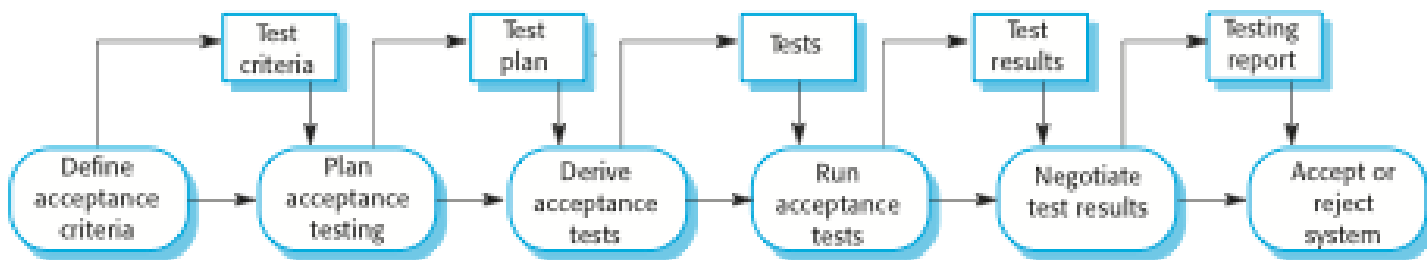 Test
criteria
Test
plan
Tests
Test
results
Testing
report
Define
acceptance
criteria
Plan
acceptance
testing
Derive
acceptance
tests
Run
acceptance
tests
Negotiate
test results
Accept or
reject
system